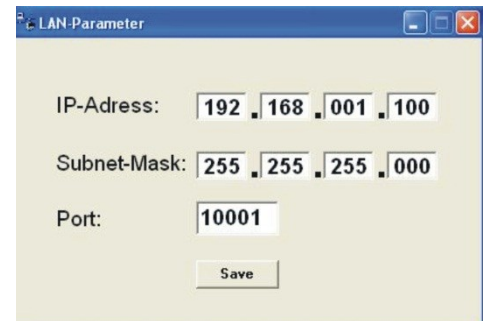 LAN-Parameter
IP-Adress: 192.168.001.100
Subnet-Mask: 255.255.255.000
Port: 10001
Save